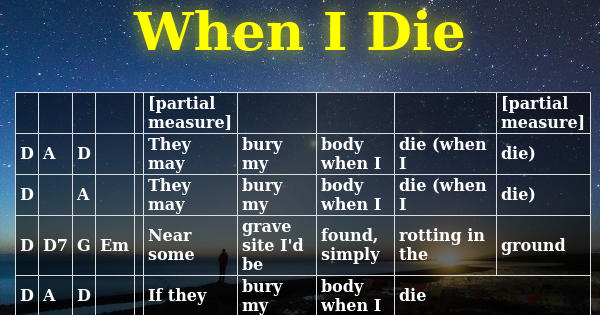 When I Die
[partial measure] [partial measure]
D A D They may bury my body when I die (when I die)
D A They may bury my body when I die (when I die)
D D7 G Em Near some grave site I'd be found, simply rotting in the ground
D A D If they bury my body when I die